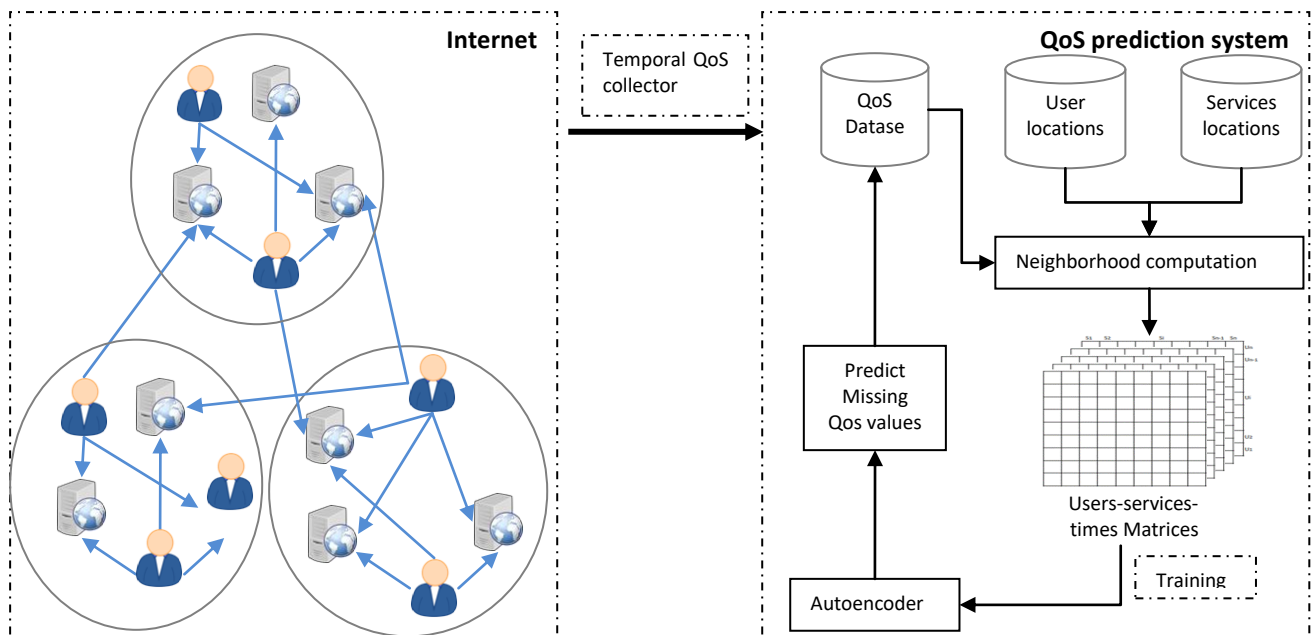 Internet
Temporal QoS
collector
QoS prediction system
QoS
Datase
User
locations
Services
locations
Neighborhood computation
Predict
Missing
Qos values
Users-services-
times Matrices
Training
Autoencoder